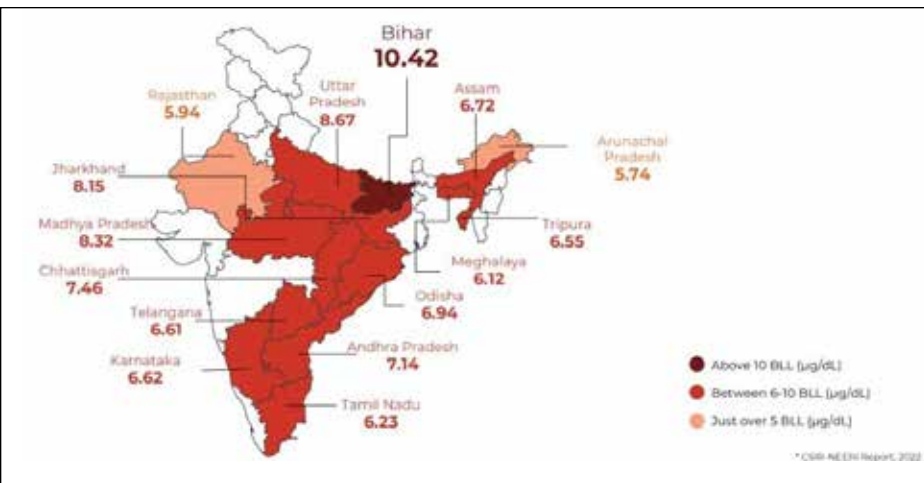 Bihar
10.42
Uttar
Pradesh
8.67
Assam
6.72
Rajasthan
5.94
Arunachal
Pradesh
5.74
Jharkhand
8.15
Madhya Pradesh
8.32
Tripura
6.55
Chhattisgarh
7.46
Meghalaya
6.12
Odisha
6.94
Telangana
6.61
Andhra Pradesh
7.14
Karnataka
6.62
Tamil Nadu
6.23
Above 10 BLL (µg/dL)
Between 6-10 BLL (µg/dL)
Just over 5 BLL (µg/dL)
* CSIR-NEERI Report, 2022